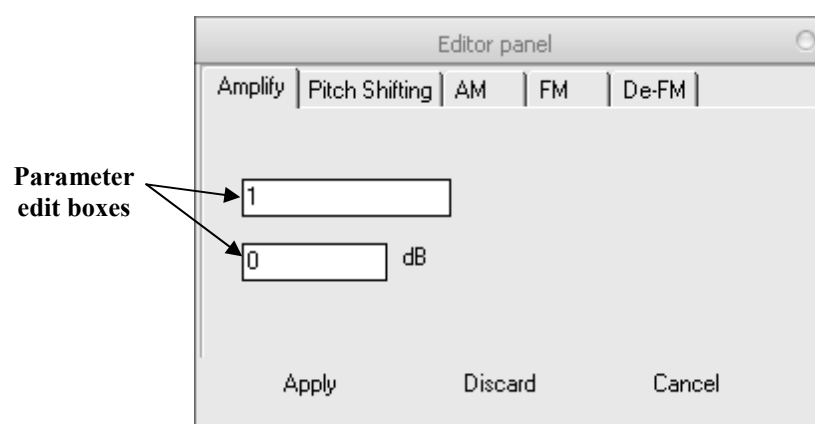 Editor panel
Amplify Pitch Shifting AM FM De-FM
Parameter
edit boxes
1
0 dB
Apply Discard Cancel